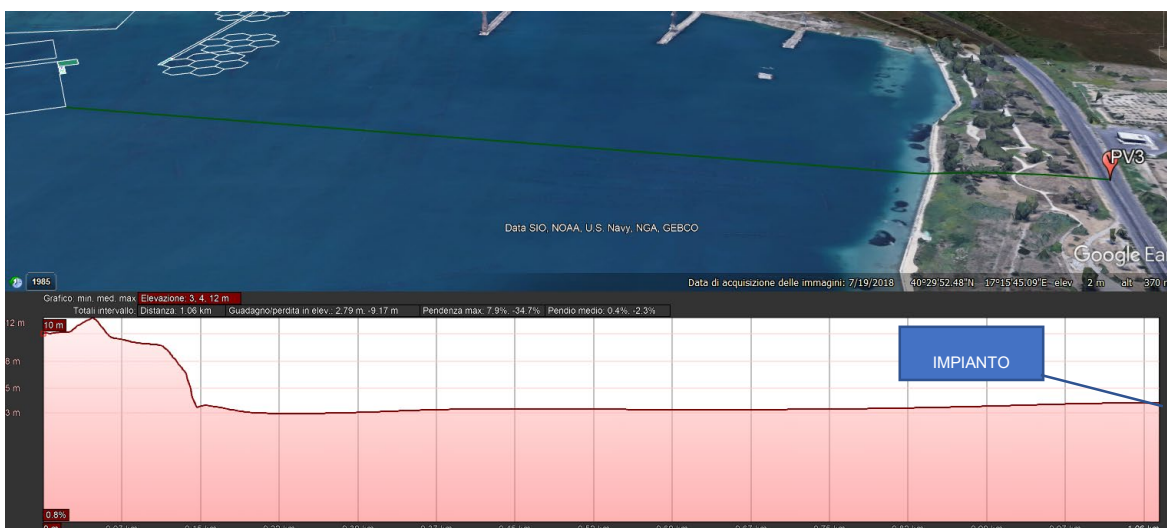 PV3
Data SIO, NOAA, U.S. Navy, NGA, GEBCO
Google Ea
1985
Data di acquisizione delle immagini: 7/19/2018 40°29'52.48"N 17°15'45.09"E elev 2 m alt 370 m
Grafico: min. med. max Elevazione: 3, 4, 12 m
Totali intervallo: Distanza: 1.06 km Guadagno/perdita in elev.: 2.79 m. -9.17 m Pendenza max: 7.9%. -34.7% Pendio medio: 0.4%. -2.3%
12 m
10 m
8 m
5 m
3 m
IMPIANTO
0.8%